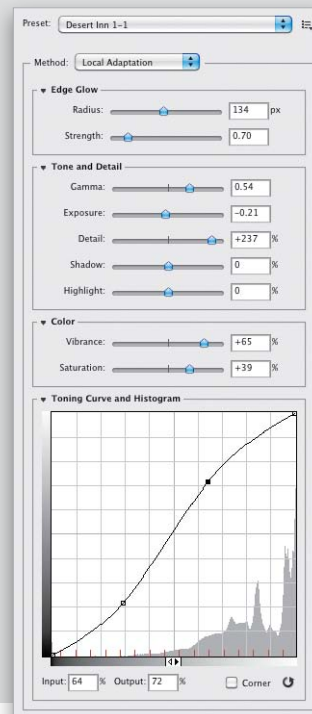 Preset: Desert Inn 1-1
Method: Local Adaptation
Edge Glow
Radius: 134 px
Strength: 0.70
Tone and Detail
Gamma: 0.54
Exposure: -0.21
Detail: +237 %
Shadow: 0 %
Highlight: 0 %
Color
Vibrance: +65 %
Saturation: +39 %
Toning Curve and Histogram
Input: 64 % Output: 72 % Corner